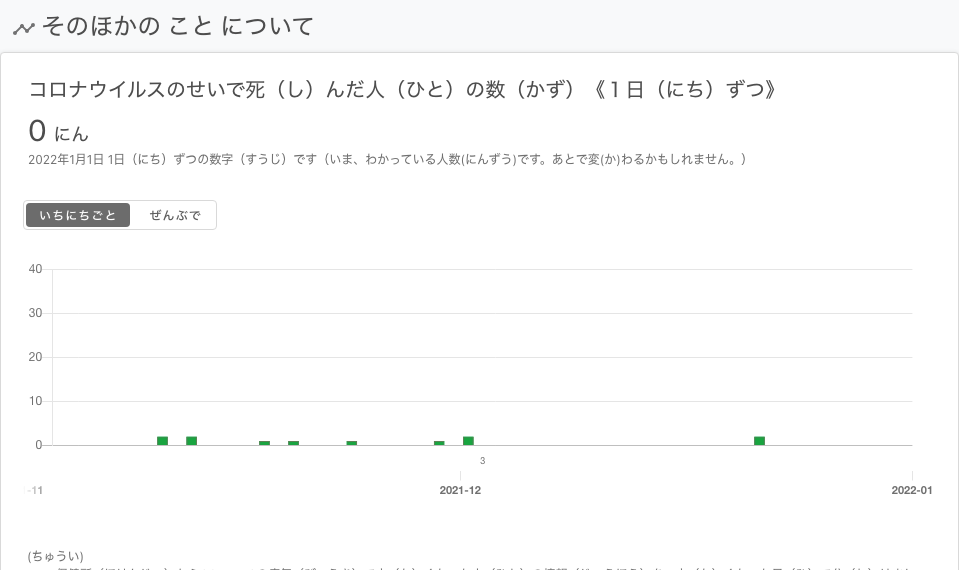 そのほかの こと について
コロナウイルスのせいで死（し）んだ人（ひと）の数（かず）《１日（にち）ずつ》
0 にん
2022年1月1日 1日（にち）ずつの数字（すうじ）です（いま、わかっている人数(にんずう)です。あとで変(か)わるかもしれません。）
いちにちごと ぜんぶで
40
30
20
10
0
3
-11 2021-12 2022-01
(ちゅうい)